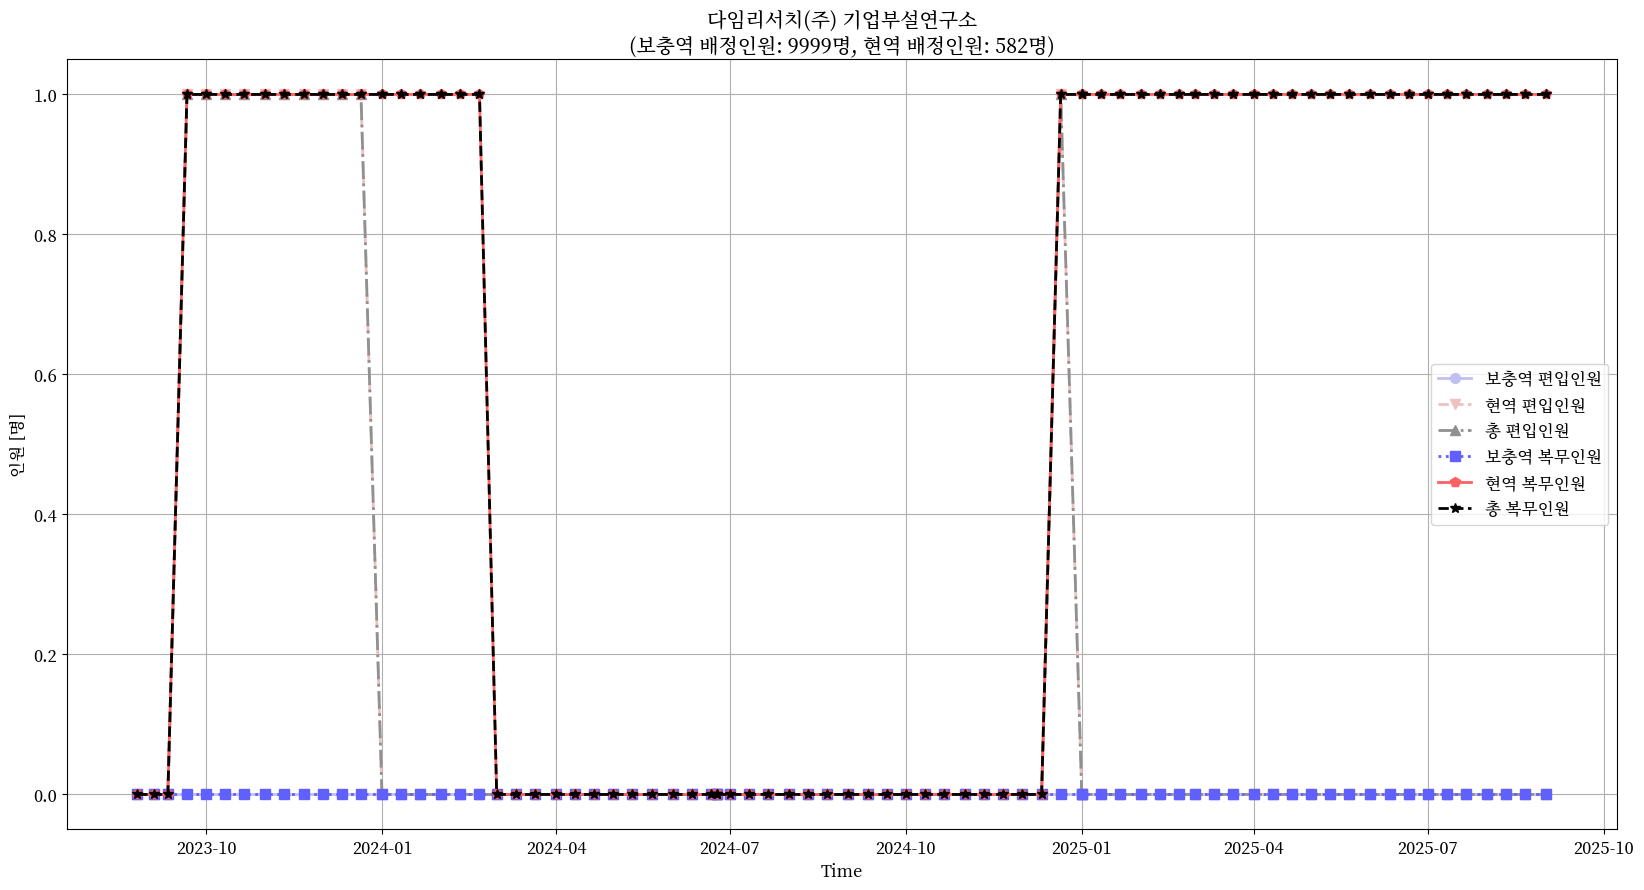 다임리서치(주) 기업부설연구소
(보충역 배정인원: 9999명, 현역 배정인원: 582명)
인원 [명]
1.0
0.8
0.6
0.4
0.2
0.0
보충역 편입인원
현역 편입인원
총 편입인원
보충역 복무인원
현역 복무인원
총 복무인원
2023-10 2024-01 2024-04 2024-07 2024-10 2025-01 2025-04 2025-07 2025-10
Time